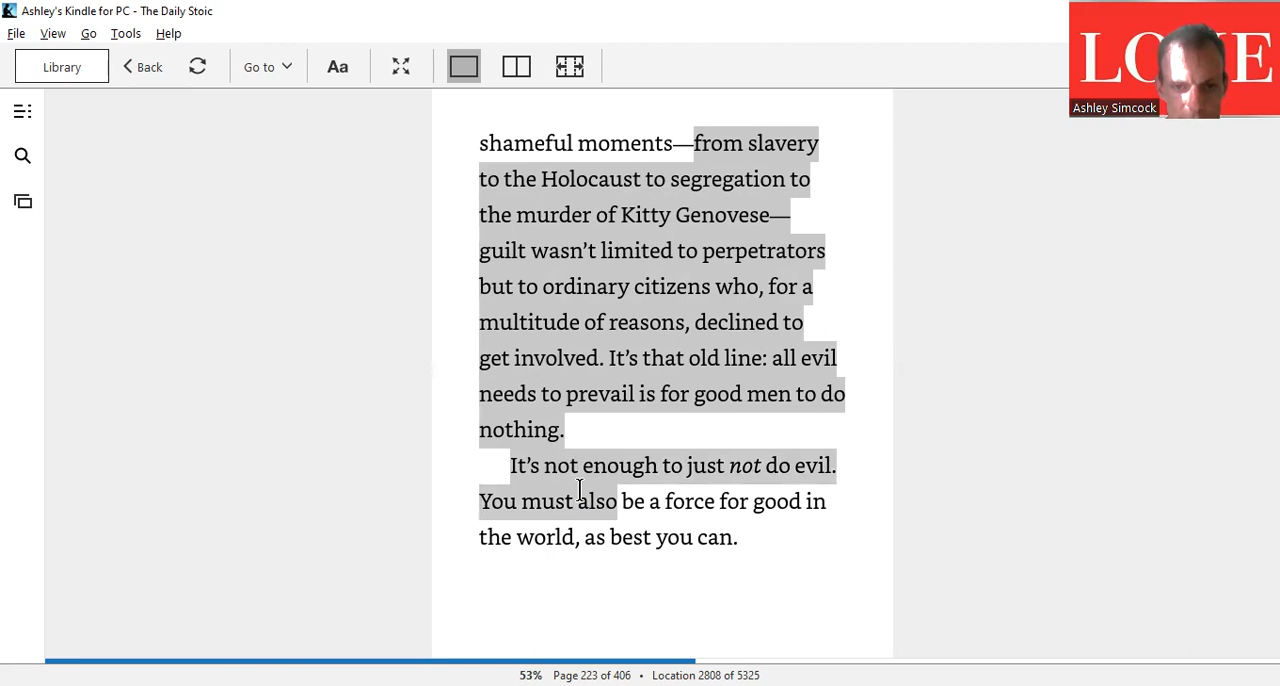 Ashley's Kindle for PC - The Daily Stoic
File View Go Tools Help
Library Back Go to Aa
LOVE
Ashley Simcock
shameful moments—from slavery
to the Holocaust to segregation to
the murder of Kitty Genovese—
guilt wasn't limited to perpetrators
but to ordinary citizens who, for a
multitude of reasons, declined to
get involved. It's that old line: all evil
needs to prevail is for good men to do
nothing.
It's not enough to just not do evil.
You must also be a force for good in
the world, as best you can.
53% Page 223 of 406 • Location 2808 of 5325